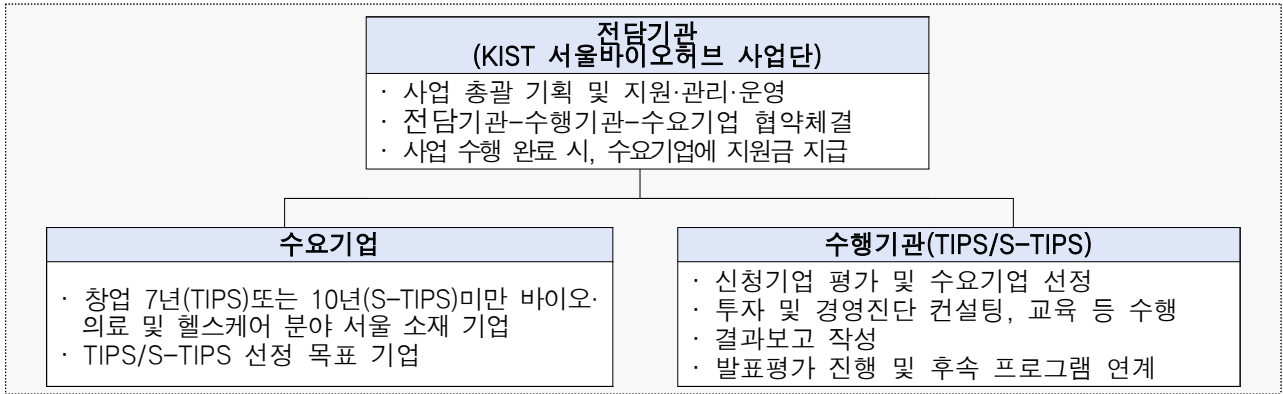 전담기관
(KIST 서울바이오허브 사업단)
· 사업 총괄 기획 및 지원·관리·운영
· 전담기관-수행기관-수요기업 협약체결
· 사업 수행 완료 시, 수요기업에 지원금 지급
수요기업
· 창업 7년(TIPS)또는 10년(S-TIPS)미만 바이오·
의료 및 헬스케어 분야 서울 소재 기업
· TIPS/S-TIPS 선정 목표 기업
수행기관(TIPS/S-TIPS)
· 신청기업 평가 및 수요기업 선정
· 투자 및 경영진단 컨설팅, 교육 등 수행
· 결과보고 작성
· 발표평가 진행 및 후속 프로그램 연계